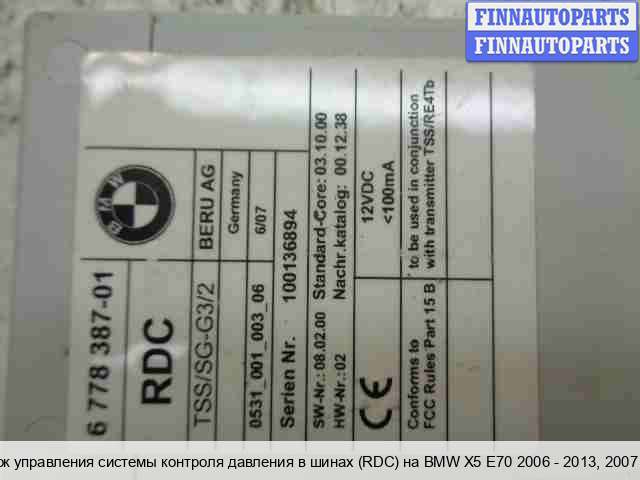 FINNAUTOPARTS
FINNAUTOPARTS
BMW
6 778 387-01
RDC
TSS/SG-G3/2 BERU AG
Germany
0531_001_003_06 6/07
Serien Nr. 100136894
SW-Nr.: 08.02.00 Standard-Core: 03.10.00
HW-Nr.: 02 Nachr.katalog: 00.12.38
CE 12VDC
<100mA
Conforms to
FCC Rules Part 15 B
to be used in conjunction
with transmitter TSS/RE4Tb
управления системы контроля давления в шинах (RDC) на BMW X5 E70 2006 - 2013, 2007